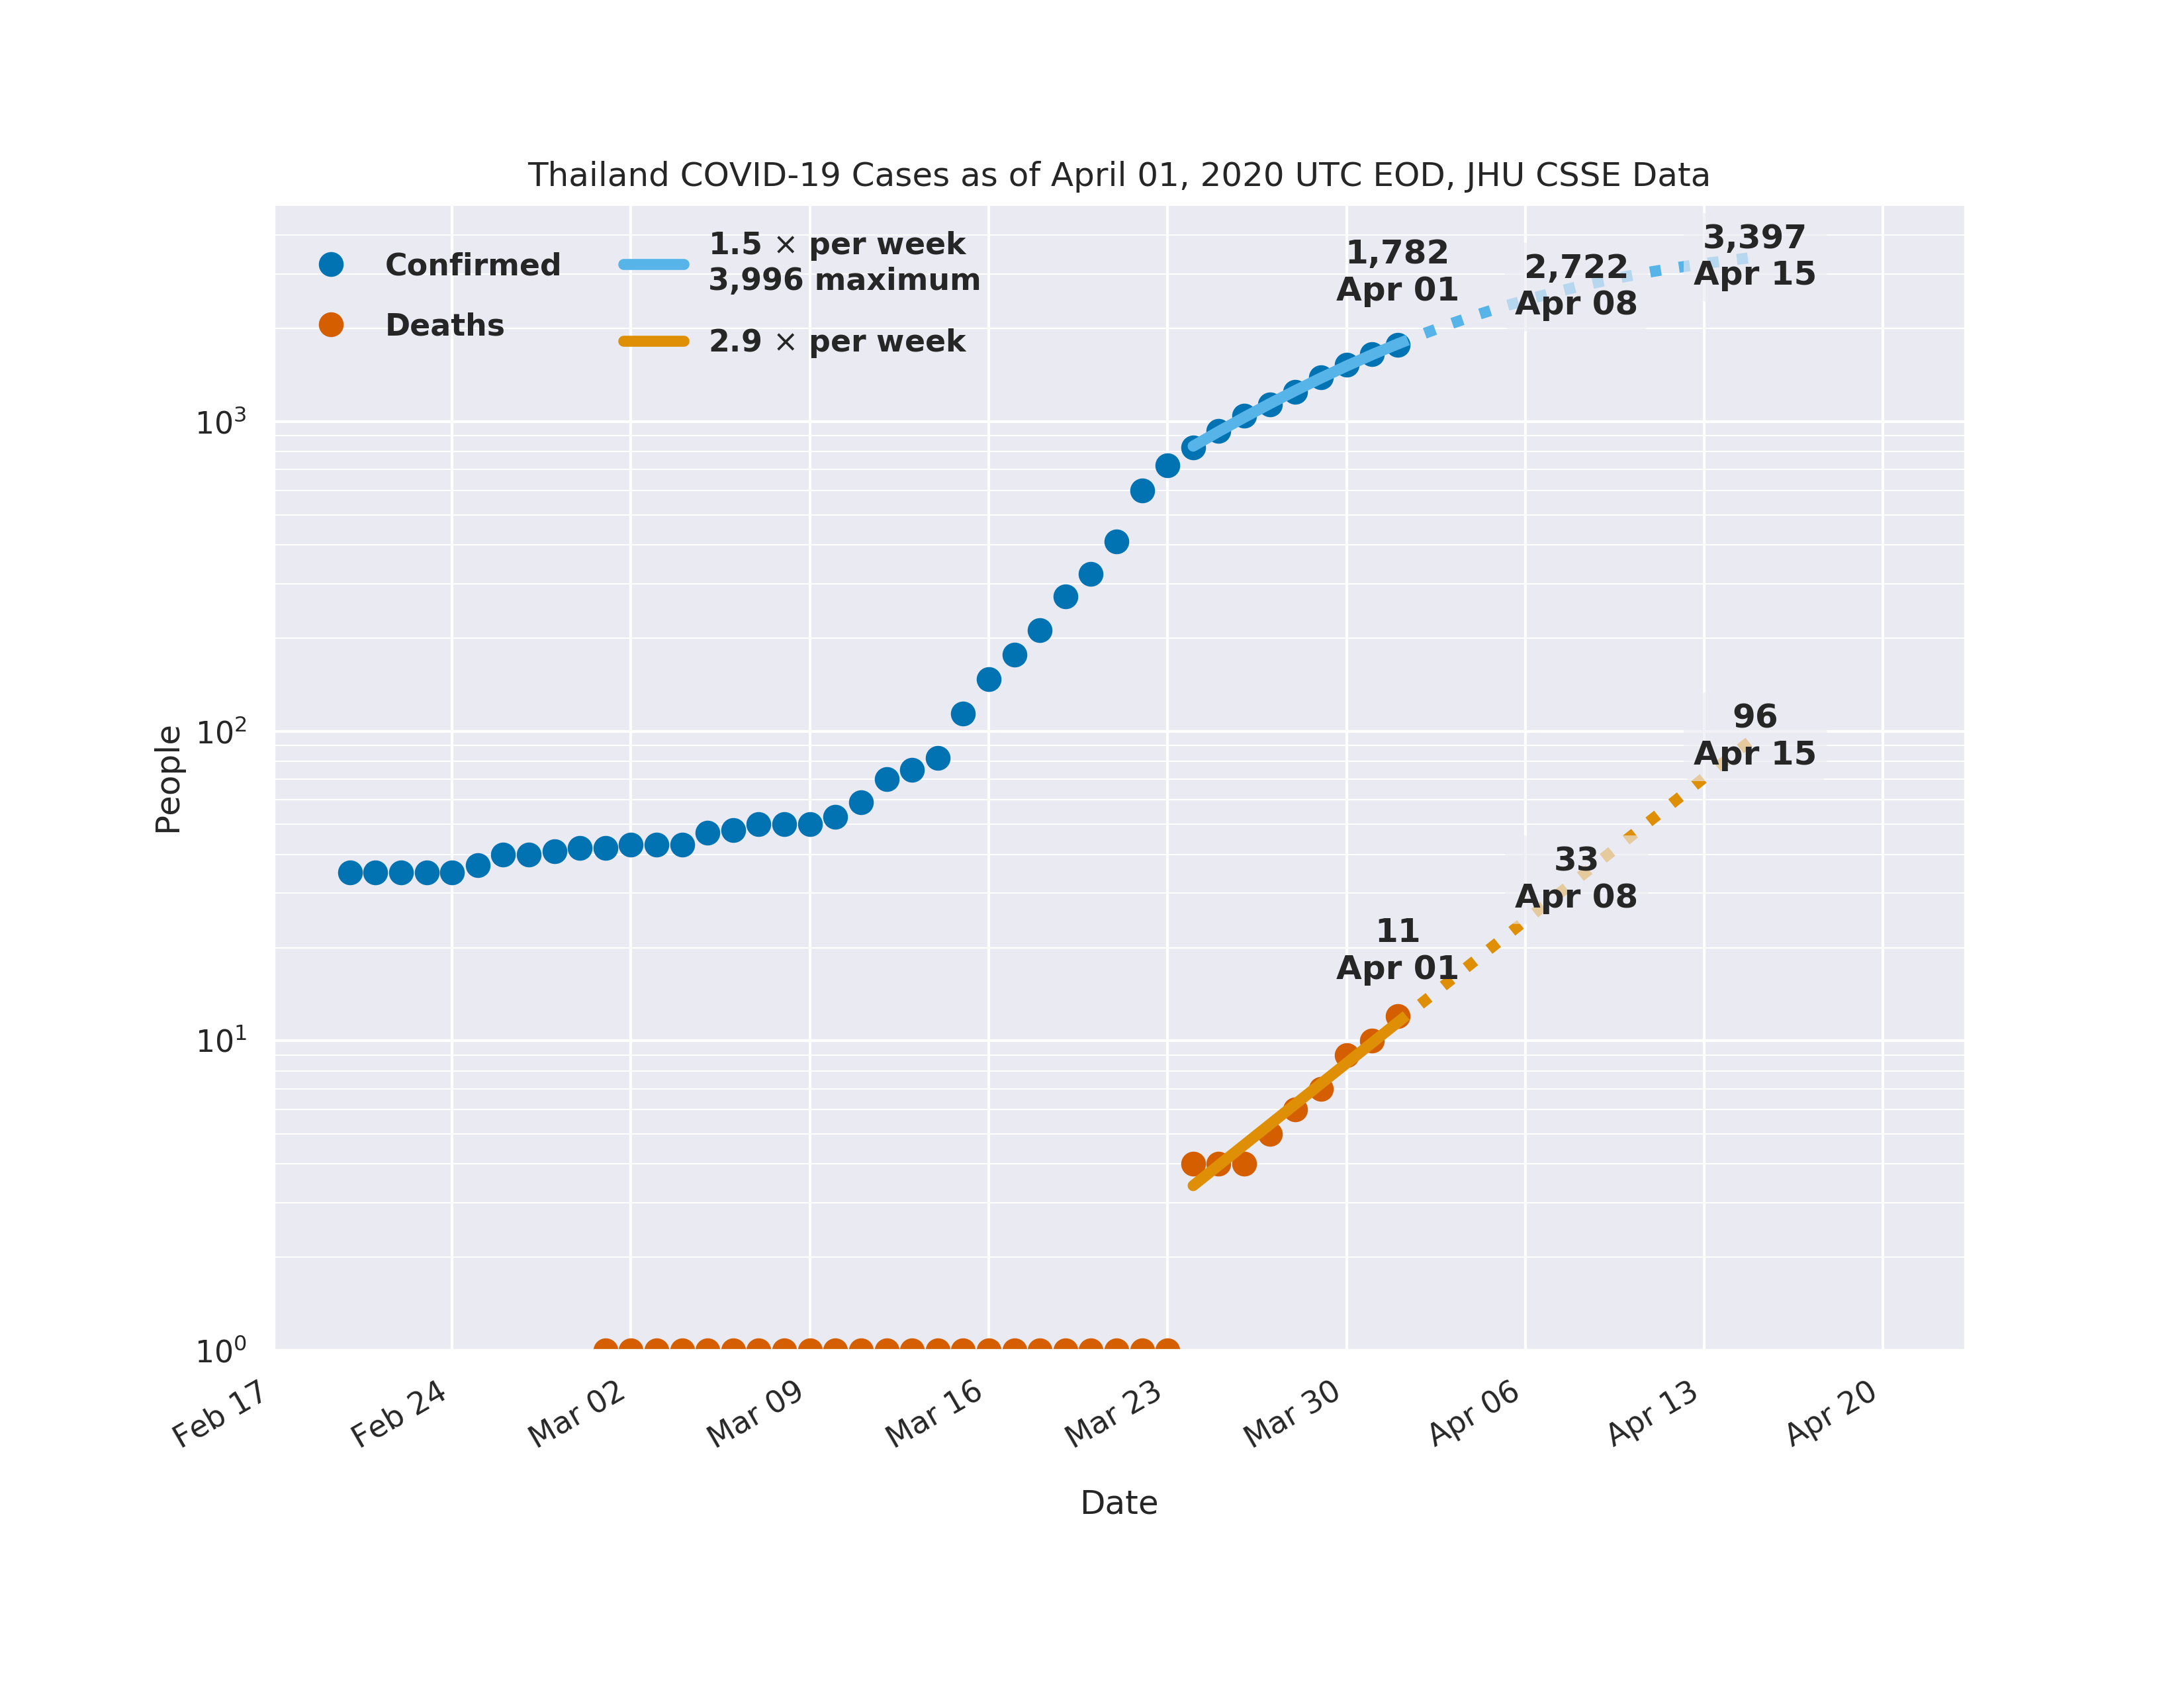 Thailand COVID-19 Cases as of April 01, 2020 UTC EOD, JHU CSSE Data
Confirmed
Deaths
1.5 × per week
3,996 maximum
2.9 × per week
1,782
Apr 01
2,722
Apr 08
3,397
Apr 15
96
Apr 15
33
Apr 08
11
Apr 01
People
10³
10²
10¹
10⁰
Feb 17
Feb 24
Mar 02
Mar 09
Mar 16
Mar 23
Mar 30
Apr 06
Apr 13
Apr 20
Date